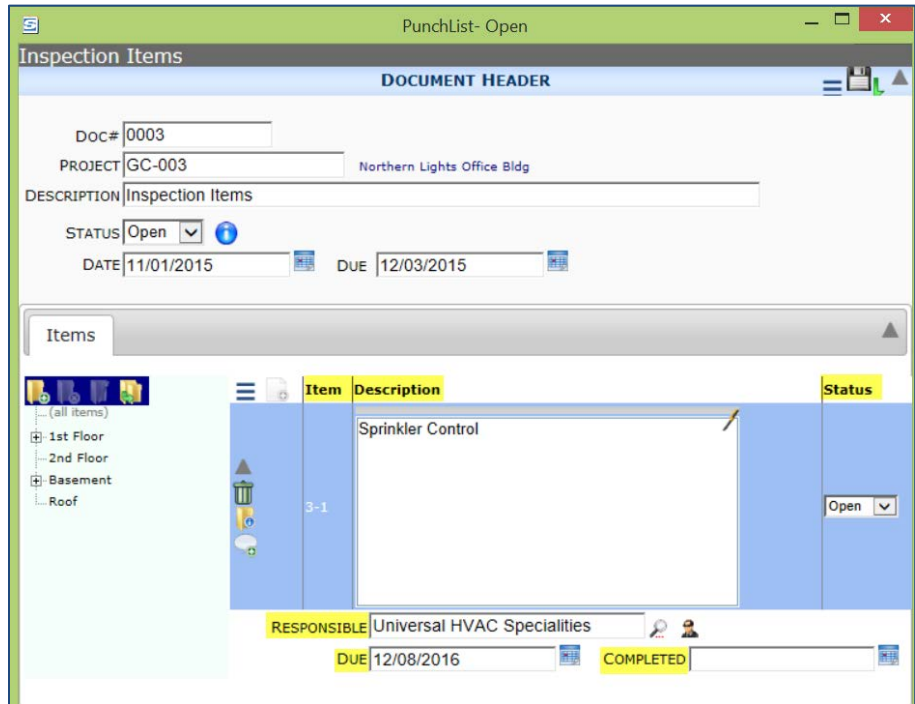 PunchList- Open
Inspection Items
DOCUMENT HEADER
DOC# 0003
PROJECT GC-003 Northern Lights Office Bldg
DESCRIPTION Inspection Items
STATUS Open
DATE 11/01/2015 DUE 12/03/2015
Items
Item Description Status
(all items)
1st Floor
2nd Floor
Basement
Roof
Sprinkler Control
3-1
Open
RESPONSIBLE Universal HVAC Specialities
DUE 12/08/2016 COMPLETED